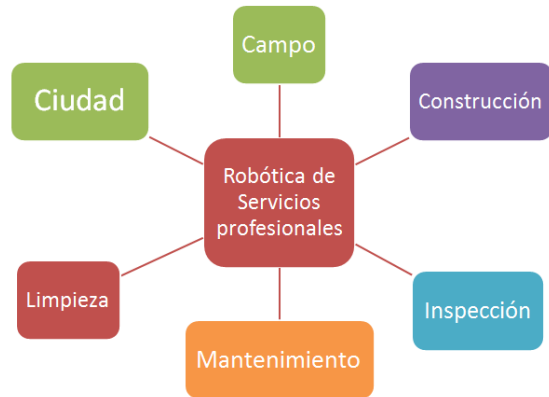 Campo
Ciudad
Construcción
Robótica de
Servicios
profesionales
Limpieza
Inspección
Mantenimiento